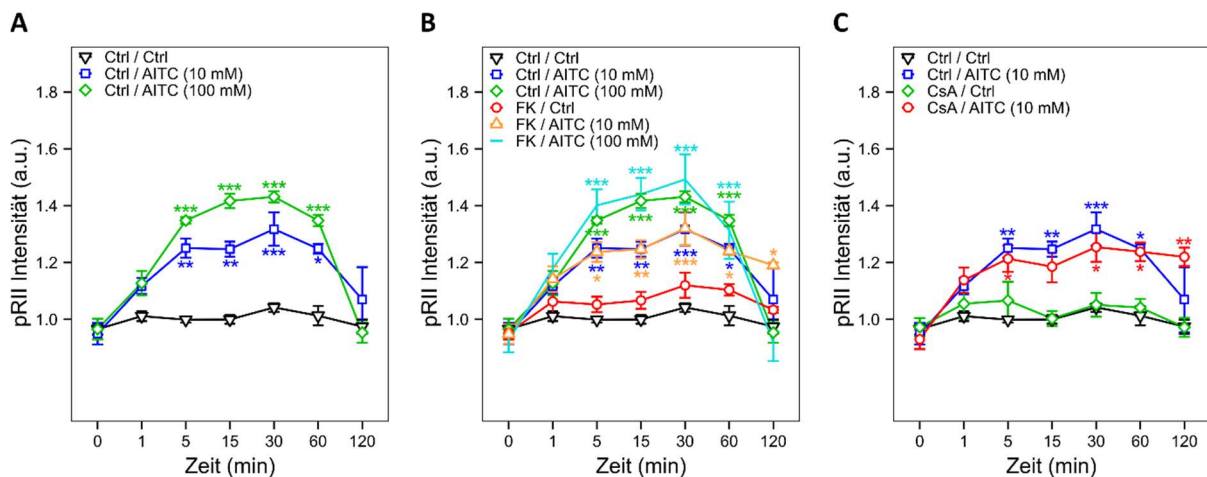 A
Ctrl / Ctrl
Ctrl / AITC (10 mM)
Ctrl / AITC (100 mM)
pRII Intensität (a.u.)
1.8
1.6
1.4
1.2
1.0
***
***
***
***
**
**
***
*
0 1 5 15 30 60 120
Zeit (min)
B
Ctrl / Ctrl
Ctrl / AITC (10 mM)
Ctrl / AITC (100 mM)
FK / Ctrl
FK / AITC (10 mM)
FK / AITC (100 mM)
pRII Intensität (a.u.)
1.8
1.6
1.4
1.2
1.0
***
***
***
***
***
***
***
***
**
**
***
*
*
**
***
*
*
0 1 5 15 30 60 120
Zeit (min)
C
Ctrl / Ctrl
Ctrl / AITC (10 mM)
CsA / Ctrl
CsA / AITC (10 mM)
pRII Intensität (a.u.)
1.8
1.6
1.4
1.2
1.0
**
**
***
*
*
*
*
**
0 1 5 15 30 60 120
Zeit (min)